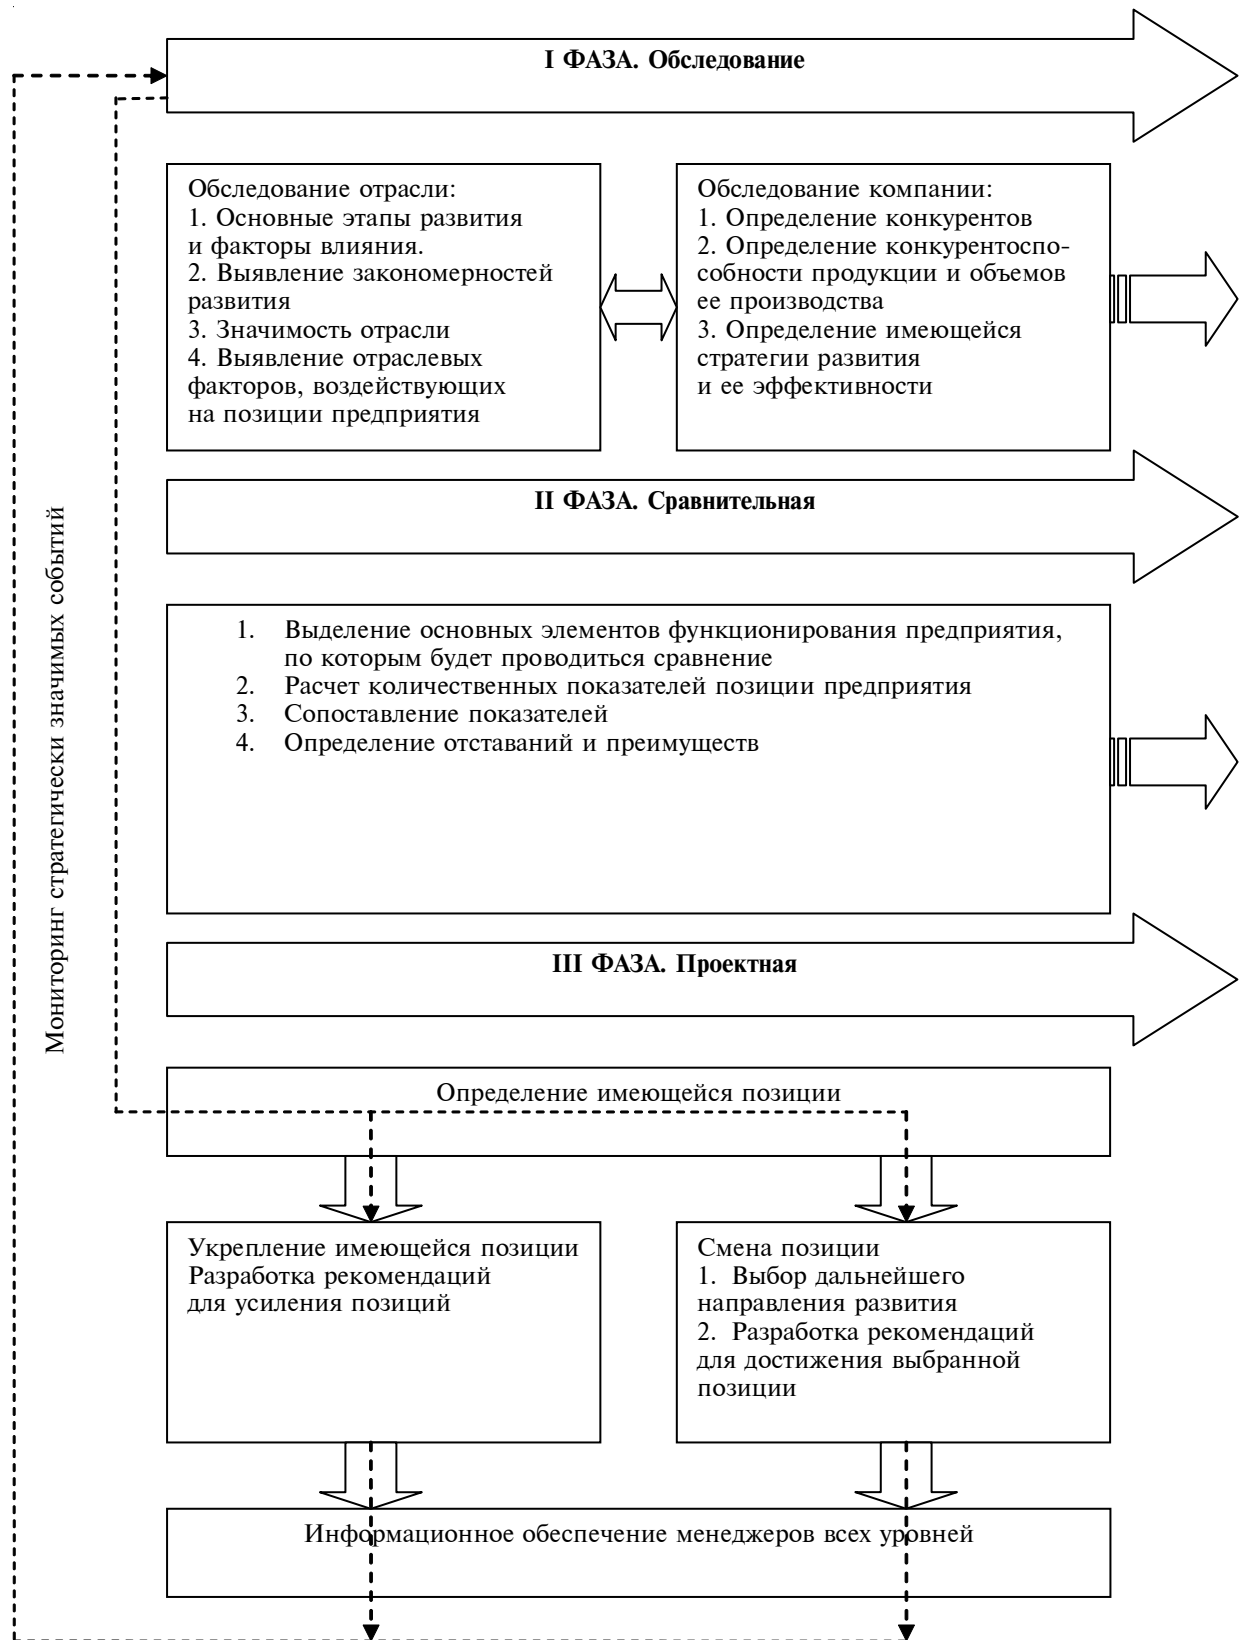 I ФАЗА. Обследование
Обследование отрасли:
1. Основные этапы развития
и факторы влияния.
2. Выявление закономерностей
развития
3. Значимость отрасли
4. Выявление отраслевых
факторов, воздействующих
на позиции предприятия
Обследование компании:
1. Определение конкурентов
2. Определение конкурентоспо-
собности продукции и объемов
ее производства
3. Определение имеющейся
стратегии развития
и ее эффективности
II ФАЗА. Сравнительная
Мониторинг стратегически значимых событий
1. Выделение основных элементов функционирования предприятия,
по которым будет проводиться сравнение
2. Расчет количественных показателей позиции предприятия
3. Сопоставление показателей
4. Определение отставаний и преимуществ
III ФАЗА. Проектная
Определение имеющейся позиции
Укрепление имеющейся позиции
Разработка рекомендаций
для усиления позиций
Смена позиции
1. Выбор дальнейшего
направления развития
2. Разработка рекомендаций
для достижения выбранной
позиции
Информационное обеспечение менеджеров всех уровней